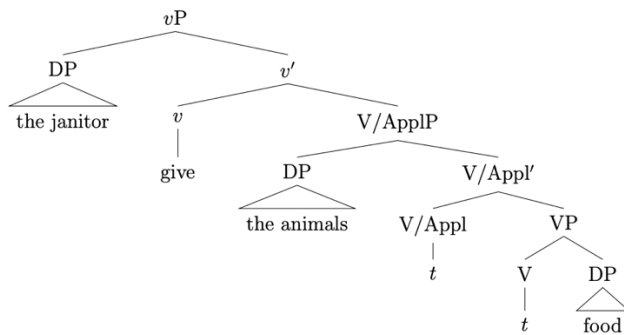 vP
DP v′
the janitor v V/ApplP
give DP V/Appl′
the animals V/Appl VP
t V DP
t food